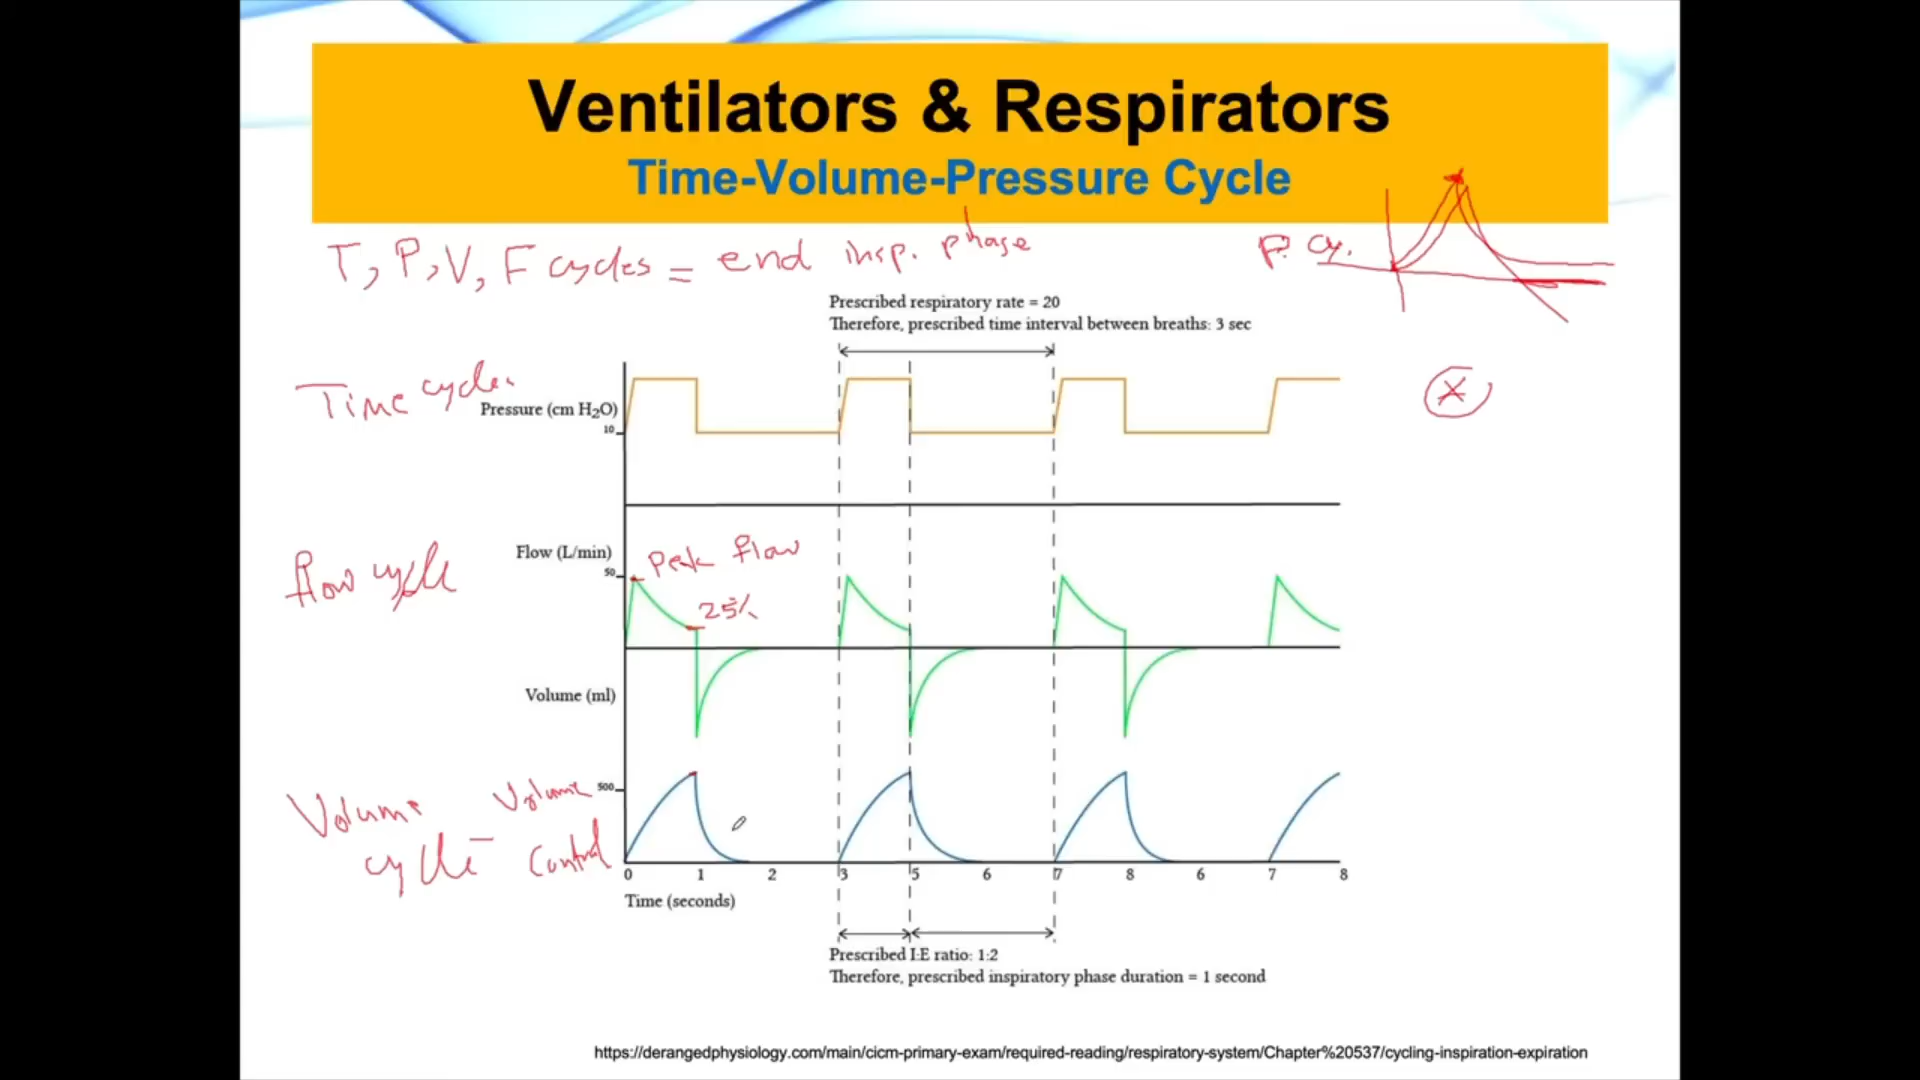 Ventilators & Respirators
Time-Volume-Pressure Cycle
T, P, V, F cycles = end insp. phase
P. Cy.
Prescribed respiratory rate = 20
Therefore, prescribed time interval between breaths: 3 sec
Time cycle.
Pressure (cm H2O)
10
Flow cycle
Flow (L/min)
50
Peak flow
25%
Volume (ml)
Volume cycle - Volume Control
500
0 1 2 3 5 6 7 8 6 7 8
Time (seconds)
Prescribed I:E ratio: 1:2
Therefore, prescribed inspiratory phase duration = 1 second
https://derangedphysiology.com/main/cicm-primary-exam/required-reading/respiratory-system/Chapter%20537/cycling-inspiration-expiration